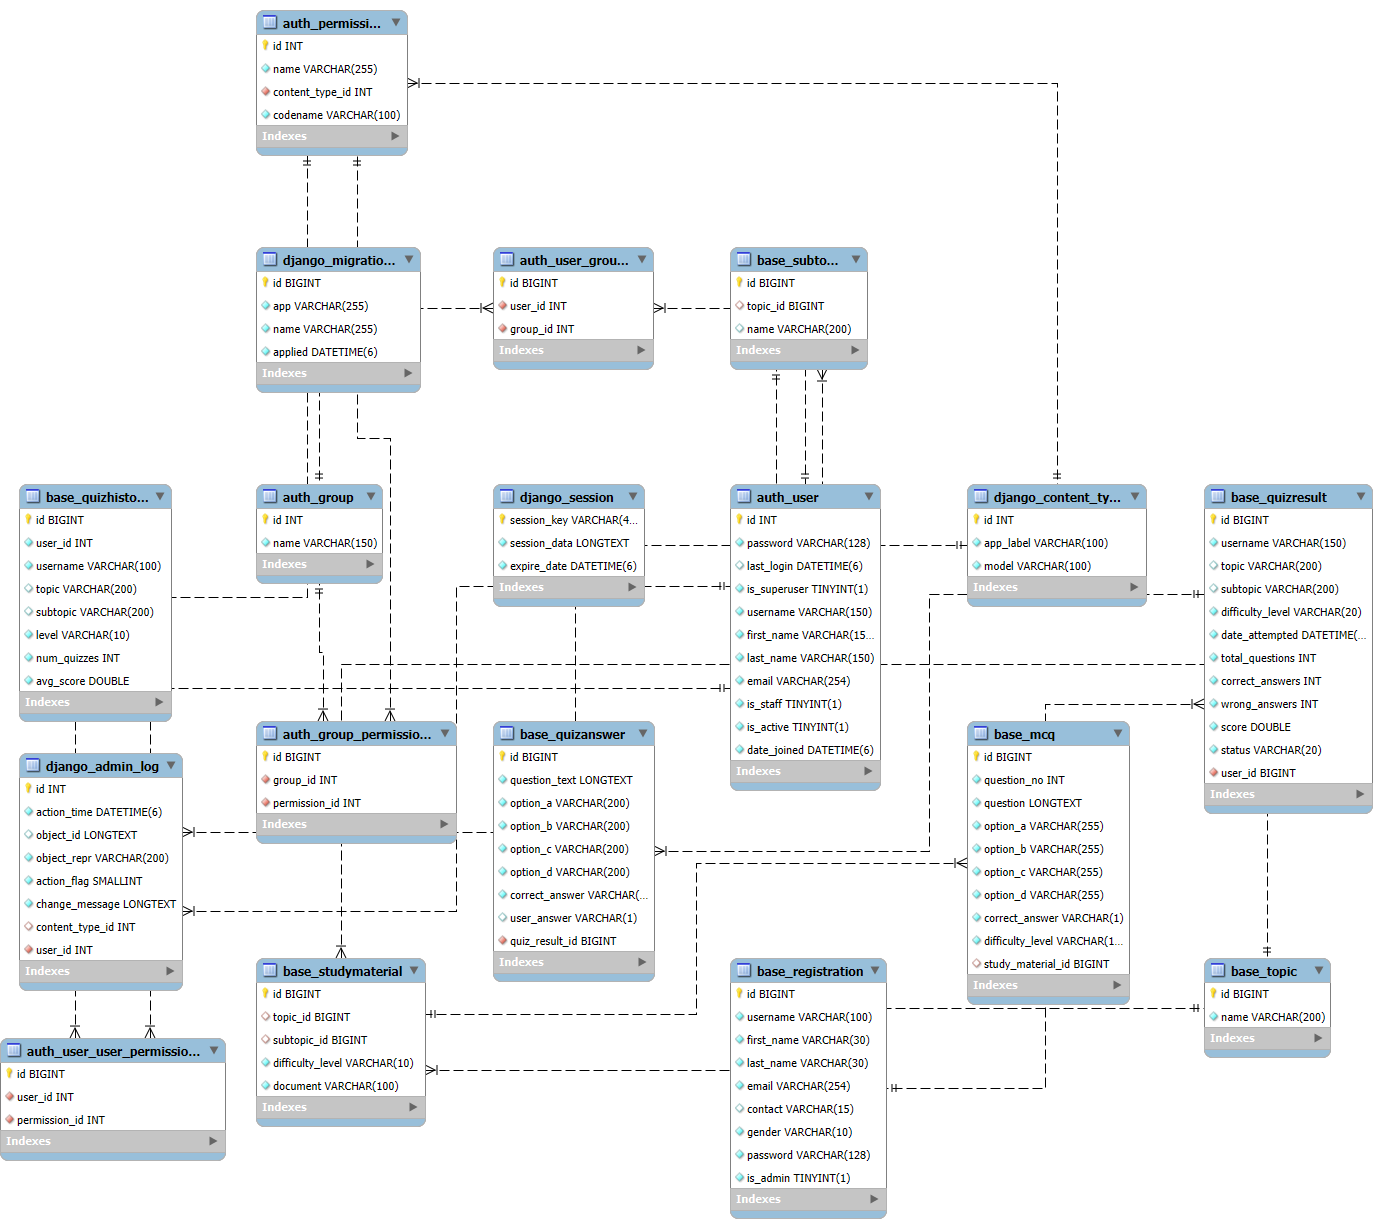 auth_permissi...
id INT
name VARCHAR(255)
content_type_id INT
codename VARCHAR(100)
Indexes
django_migratio...
id BIGINT
app VARCHAR(255)
name VARCHAR(255)
applied DATETIME(6)
Indexes
auth_user_grou...
id BIGINT
user_id INT
group_id INT
Indexes
base_subto...
id BIGINT
topic_id BIGINT
name VARCHAR(200)
Indexes
base_quizhisto...
id BIGINT
user_id INT
username VARCHAR(100)
topic VARCHAR(200)
subtopic VARCHAR(200)
level VARCHAR(10)
num_quizzes INT
avg_score DOUBLE
Indexes
auth_group
id INT
name VARCHAR(150)
Indexes
django_session
session_key VARCHAR(4...
session_data LONGTEXT
expire_date DATETIME(6)
Indexes
auth_user
id INT
password VARCHAR(128)
last_login DATETIME(6)
is_superuser TINYINT(1)
username VARCHAR(150)
first_name VARCHAR(15...
last_name VARCHAR(150)
email VARCHAR(254)
is_staff TINYINT(1)
is_active TINYINT(1)
date_joined DATETIME(6)
Indexes
django_content_ty...
id INT
app_label VARCHAR(100)
model VARCHAR(100)
Indexes
base_quizresult
id BIGINT
username VARCHAR(150)
topic VARCHAR(200)
subtopic VARCHAR(200)
difficulty_level VARCHAR(20)
date_attempted DATETIME(...
total_questions INT
correct_answers INT
wrong_answers INT
score DOUBLE
status VARCHAR(20)
user_id BIGINT
Indexes
django_admin_log
id INT
action_time DATETIME(6)
object_id LONGTEXT
object_repr VARCHAR(200)
action_flag SMALLINT
change_message LONGTEXT
content_type_id INT
user_id INT
Indexes
auth_group_permissio...
id BIGINT
group_id INT
permission_id INT
Indexes
base_quizanswer
id BIGINT
question_text LONGTEXT
option_a VARCHAR(200)
option_b VARCHAR(200)
option_c VARCHAR(200)
option_d VARCHAR(200)
correct_answer VARCHAR(...
user_answer VARCHAR(1)
quiz_result_id BIGINT
Indexes
base_mcq
id BIGINT
question_no INT
question LONGTEXT
option_a VARCHAR(255)
option_b VARCHAR(255)
option_c VARCHAR(255)
option_d VARCHAR(255)
correct_answer VARCHAR(1)
difficulty_level VARCHAR(1...
study_material_id BIGINT
Indexes
auth_user_user_permissio...
id BIGINT
user_id INT
permission_id INT
Indexes
base_studymaterial
id BIGINT
topic_id BIGINT
subtopic_id BIGINT
difficulty_level VARCHAR(10)
document VARCHAR(100)
Indexes
base_registration
id BIGINT
username VARCHAR(100)
first_name VARCHAR(30)
last_name VARCHAR(30)
email VARCHAR(254)
contact VARCHAR(15)
gender VARCHAR(10)
password VARCHAR(128)
is_admin TINYINT(1)
Indexes
base_topic
id BIGINT
name VARCHAR(200)
Indexes